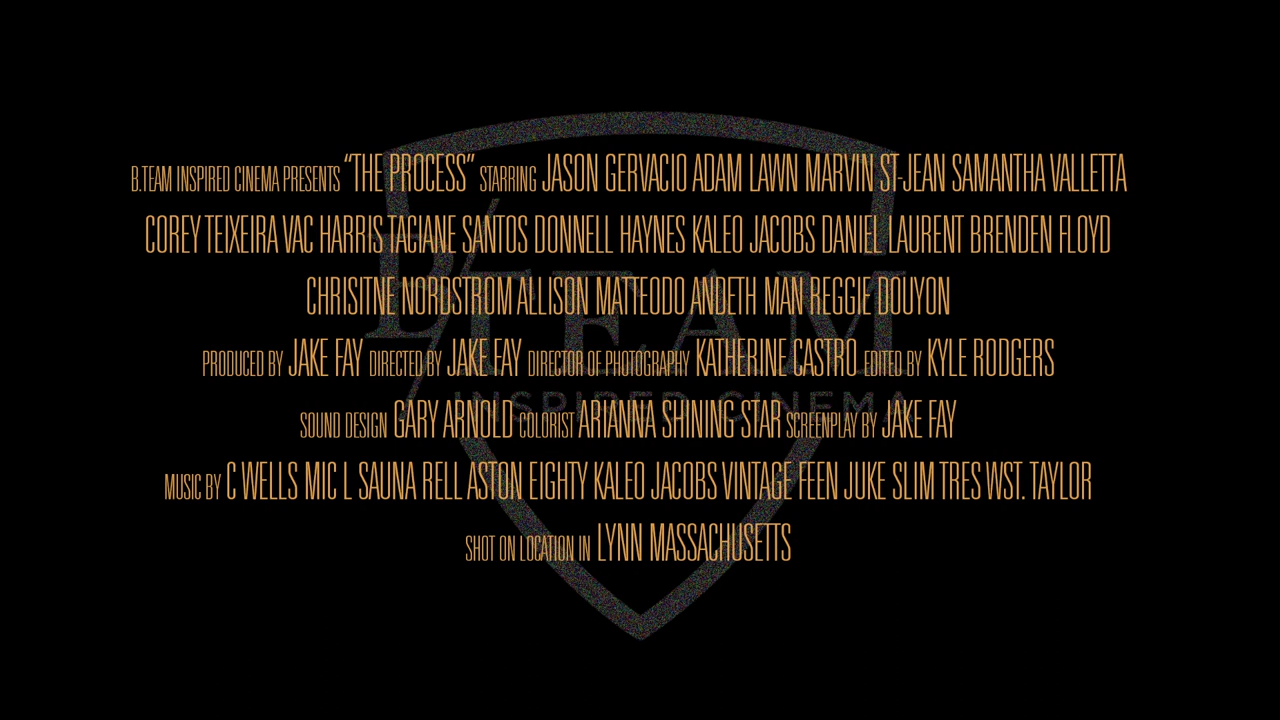 B.TEAM INSPIRED CINEMA PRESENTS “THE PROCESS” STARRING JASON GERVACIO ADAM LAWN MARVIN ST-JEAN SAMANTHA VALLETTA
COREY TEIXEIRA VAC HARRIS TACIANE SANTOS DONNELL HAYNES KALEO JACOBS DANIEL LAURENT BRENDEN FLOYD
CHRISITNE NORDSTROM ALLISON MATTEODO ANDETH MAN REGGIE DOUYON
PRODUCED BY JAKE FAY DIRECTED BY JAKE FAY DIRECTOR OF PHOTOGRAPHY KATHERINE CASTRO EDITED BY KYLE RODGERS
SOUND DESIGN GARY ARNOLD COLORIST ARIANNA SHINING STAR SCREENPLAY BY JAKE FAY
MUSIC BY C WELLS MIC L SAUNA RELL ASTON EIGHTY KALEO JACOBS VINTAGE FEEN JUKE SLIM TRES WST. TAYLOR
SHOT ON LOCATION IN LYNN MASSACHUSETTS
B/TEAM
INSPIRED CINEMA